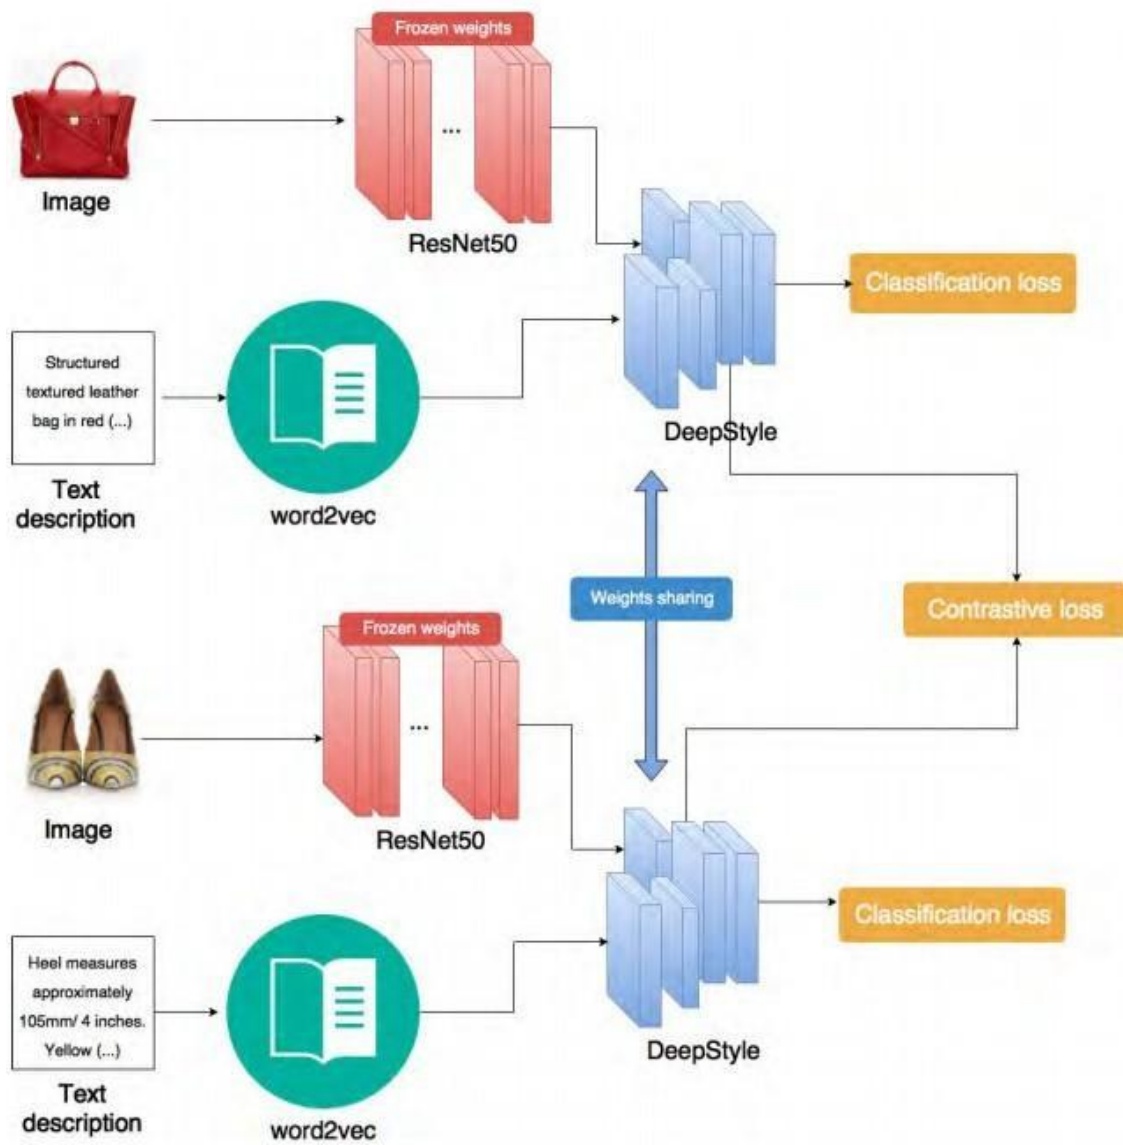 Frozen weights
Image
ResNet50
Classification loss
Structured
textured leather
bag in red (...)
DeepStyle
Text
description
word2vec
Weights sharing
Contrastive loss
Frozen weights
Image
ResNet50
Classification loss
Heel measures
approximately
105mm/ 4 inches.
Yellow (...)
DeepStyle
Text
description
word2vec